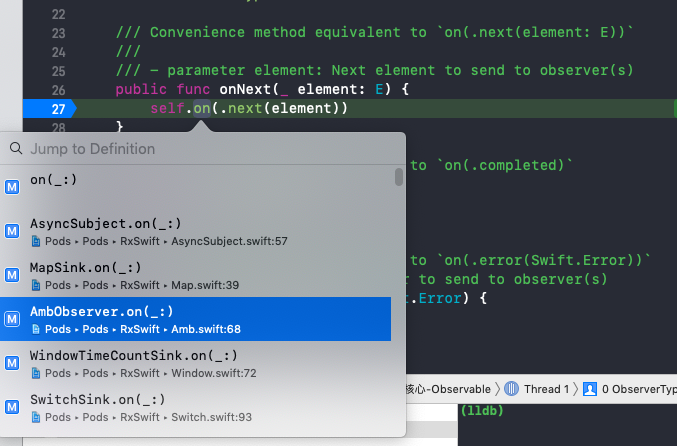 22
23 /// Convenience method equivalent to `on(.next(element: E))`
24 ///
25 /// - parameter element: Next element to send to observer(s)
26 public func onNext(_ element: E) {
27 self.on(.next(element))
28 }
Jump to Definition
to `on(.completed)`
M on(_:)
M AsyncSubject.on(_:)
Pods ▸ Pods ▸ RxSwift ▸ AsyncSubject.swift:57
to `on(.error(Swift.Error))`
M MapSink.on(_:)
r to send to observer(s)
Pods ▸ Pods ▸ RxSwift ▸ Map.swift:39
t.Error) {
M AmbObserver.on(_:)
Pods ▸ Pods ▸ RxSwift ▸ Amb.swift:68
M WindowTimeCountSink.on(_:)
Pods ▸ Pods ▸ RxSwift ▸ Window.swift:72
核心-Observable 〉 Thread 1 〉 0 ObserverTyp
M SwitchSink.on(_:)
(lldb)
Pods ▸ Pods ▸ RxSwift ▸ Switch.swift:93